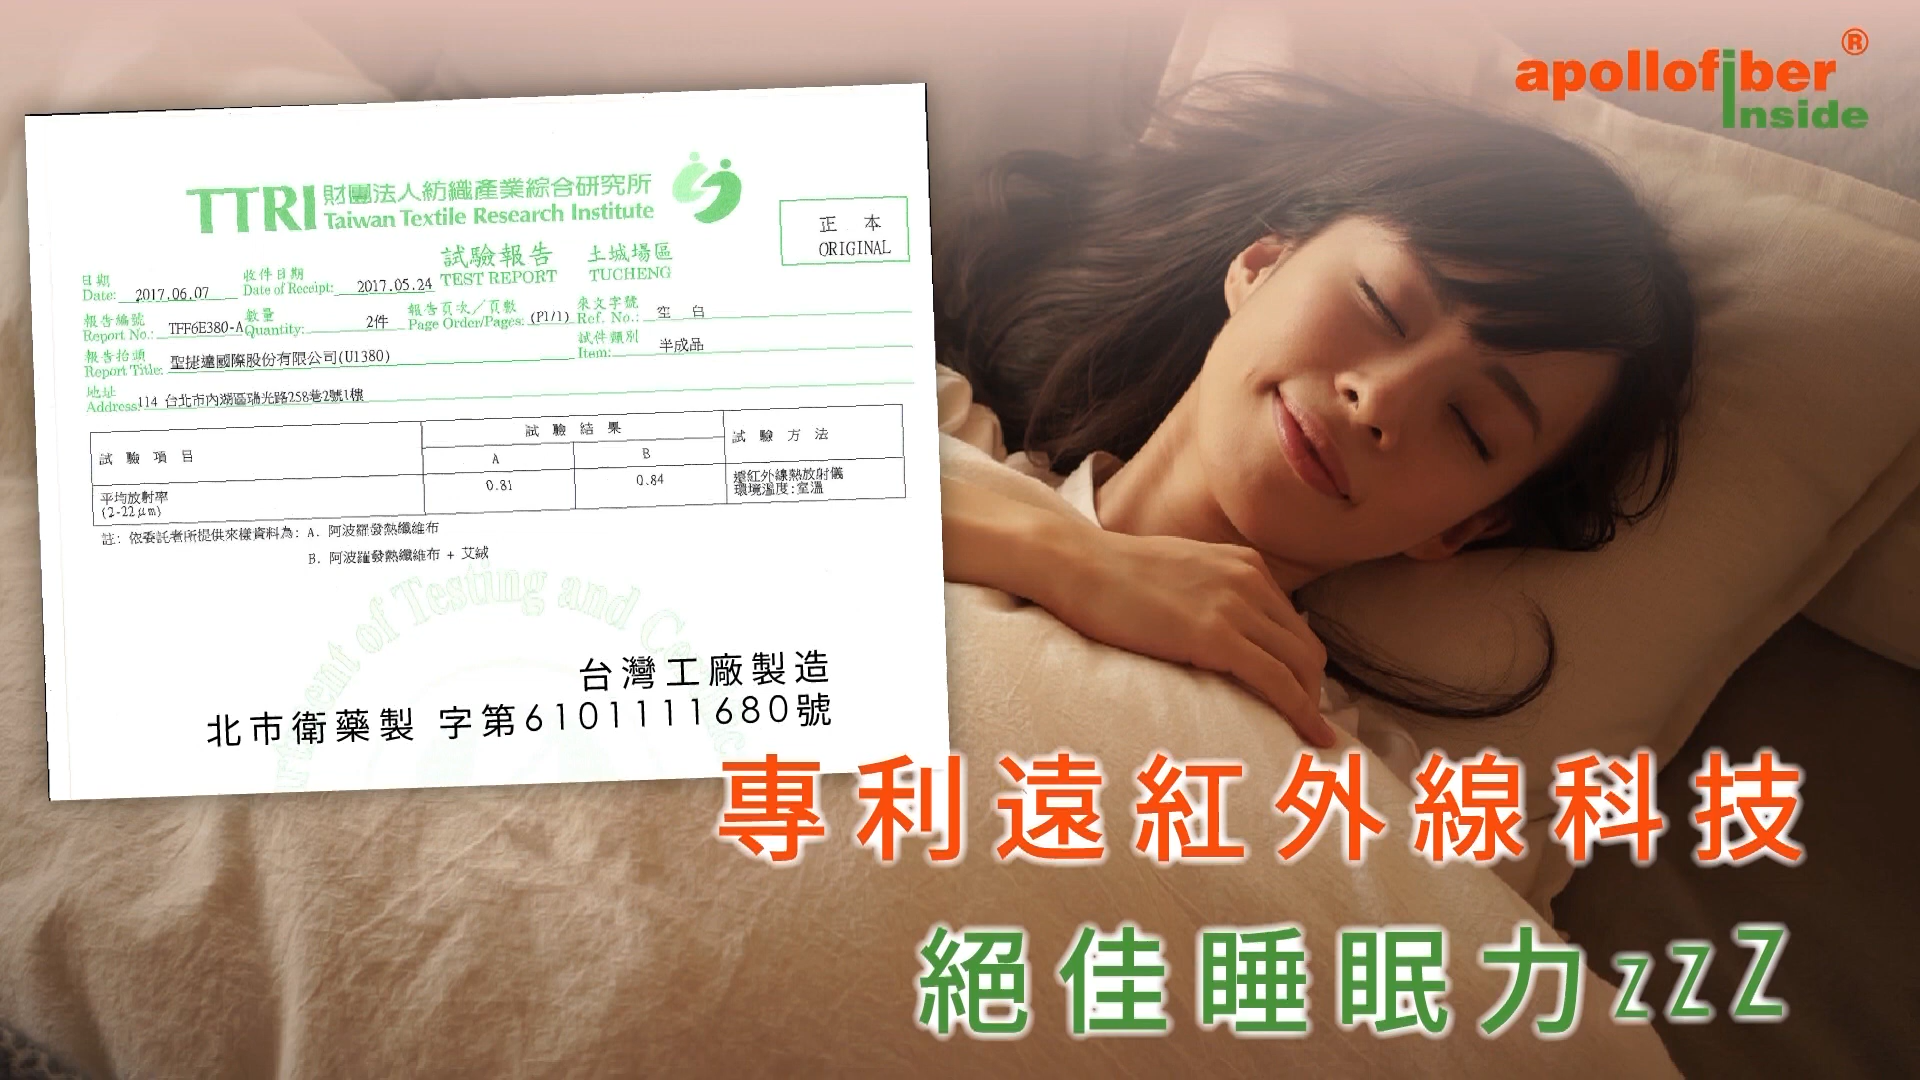 apollofiber®
Inside
TTRI 財團法人紡織產業綜合研究所
Taiwan Textile Research Institute
正 本
ORIGINAL
試驗報告 土城場區
TEST REPORT TUCHENG
日期 收件日期
Date: 2017.06.07 Date of Receipt: 2017.05.24
報告編號 數量 報告頁次／頁數 來文字號
Report No.: TFF6E380-A Quantity: 2件 Page Order/Pages: (P1/1) Ref. No.: 空 白
報告抬頭 試件類別
Report Title: 聖捷達國際股份有限公司(U1380) Item: 半成品
地址
Address: 114 台北市內湖區瑞光路258巷2號1樓
試 驗 項 目 試 驗 結 果 試 驗 方 法
A B
平均放射率 0.81 0.84 遠紅外線熱放射儀
(2-22μm) 環境溫度:室溫
註: 依委託者所提供來樣資料為: A. 阿波羅發熱纖維布
B. 阿波羅發熱纖維布 + 艾絨
of Testing and
台灣工廠製造
北市衛藥製 字第6101111680號
專利遠紅外線科技
絕佳睡眠力zzZ